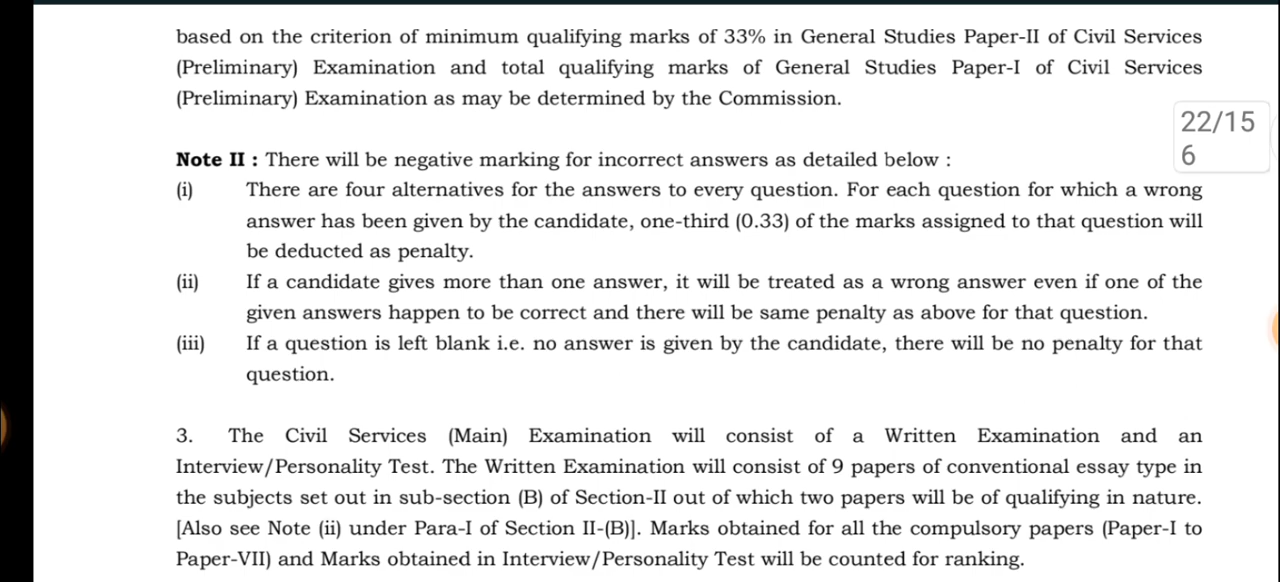 based on the criterion of minimum qualifying marks of 33% in General Studies Paper-II of Civil Services
(Preliminary) Examination and total qualifying marks of General Studies Paper-I of Civil Services
(Preliminary) Examination as may be determined by the Commission.
22/15
6
Note II : There will be negative marking for incorrect answers as detailed below :
(i) There are four alternatives for the answers to every question. For each question for which a wrong
answer has been given by the candidate, one-third (0.33) of the marks assigned to that question will
be deducted as penalty.
(ii) If a candidate gives more than one answer, it will be treated as a wrong answer even if one of the
given answers happen to be correct and there will be same penalty as above for that question.
(iii) If a question is left blank i.e. no answer is given by the candidate, there will be no penalty for that
question.
3. The Civil Services (Main) Examination will consist of a Written Examination and an
Interview/Personality Test. The Written Examination will consist of 9 papers of conventional essay type in
the subjects set out in sub-section (B) of Section-II out of which two papers will be of qualifying in nature.
[Also see Note (ii) under Para-I of Section II-(B)]. Marks obtained for all the compulsory papers (Paper-I to
Paper-VII) and Marks obtained in Interview/Personality Test will be counted for ranking.